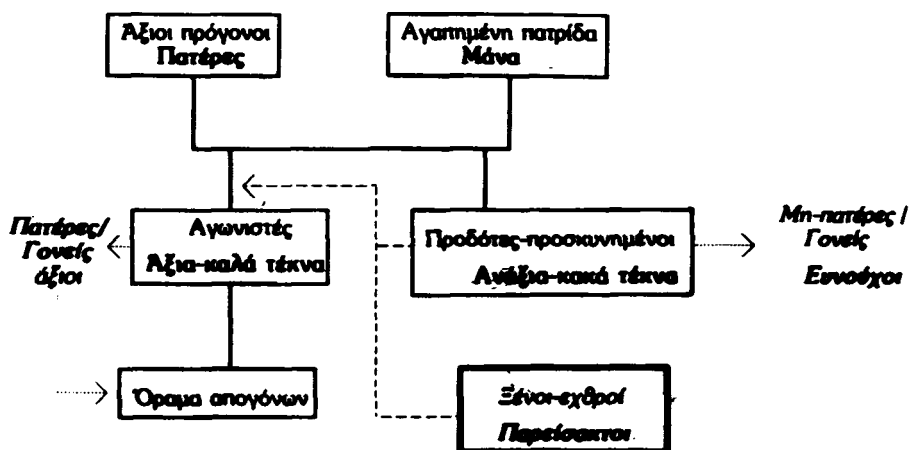 Άξιοι πρόγονοι
Πατέρες
Αγαπημένη πατρίδα
Μάνα
Πατέρες/
Γονείς
άξιοι
Αγωνιστές
Άξια-καλά τέκνα
Προδότες-προσκυνημένοι
Ανάξια-κακά τέκνα
Μη-πατέρες /
Γονείς
Ευνούχοι
Όραμα απογόνων
Ξένοι-εχθροί
Παρείσακτοι